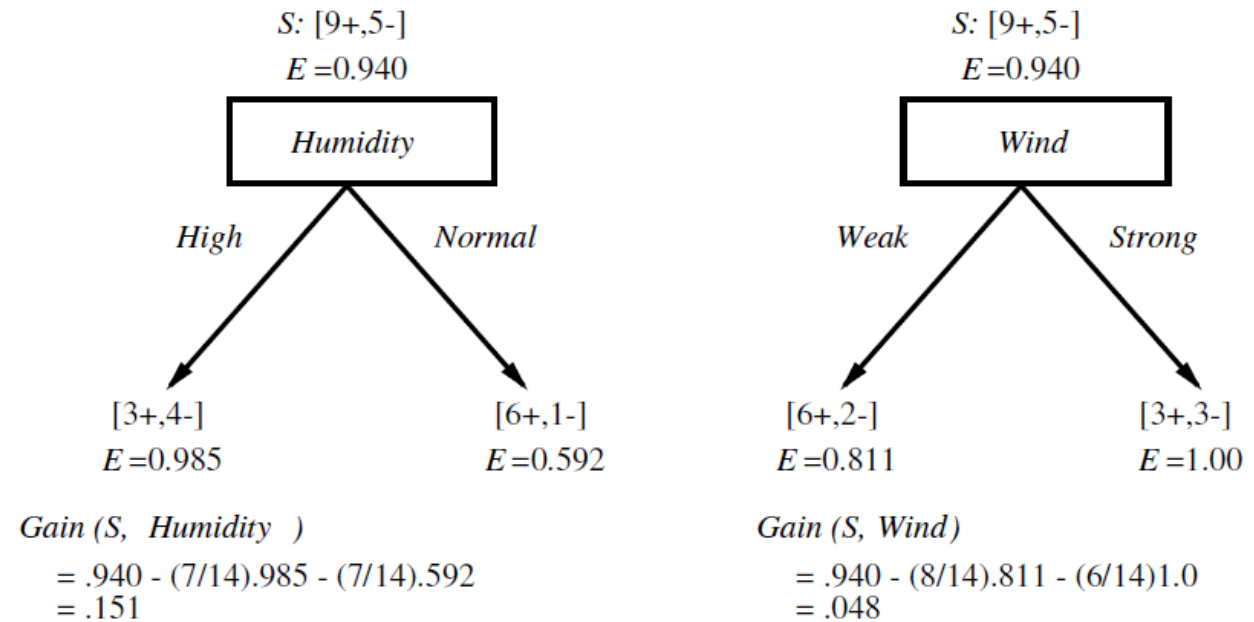 S: [9+,5-]
E =0.940
Humidity
High
Normal
[3+,4-]
E =0.985
[6+,1-]
E =0.592
Gain (S, Humidity )
= .940 - (7/14).985 - (7/14).592
= .151
S: [9+,5-]
E =0.940
Wind
Weak
Strong
[6+,2-]
E =0.811
[3+,3-]
E =1.00
Gain (S, Wind)
= .940 - (8/14).811 - (6/14)1.0
= .048